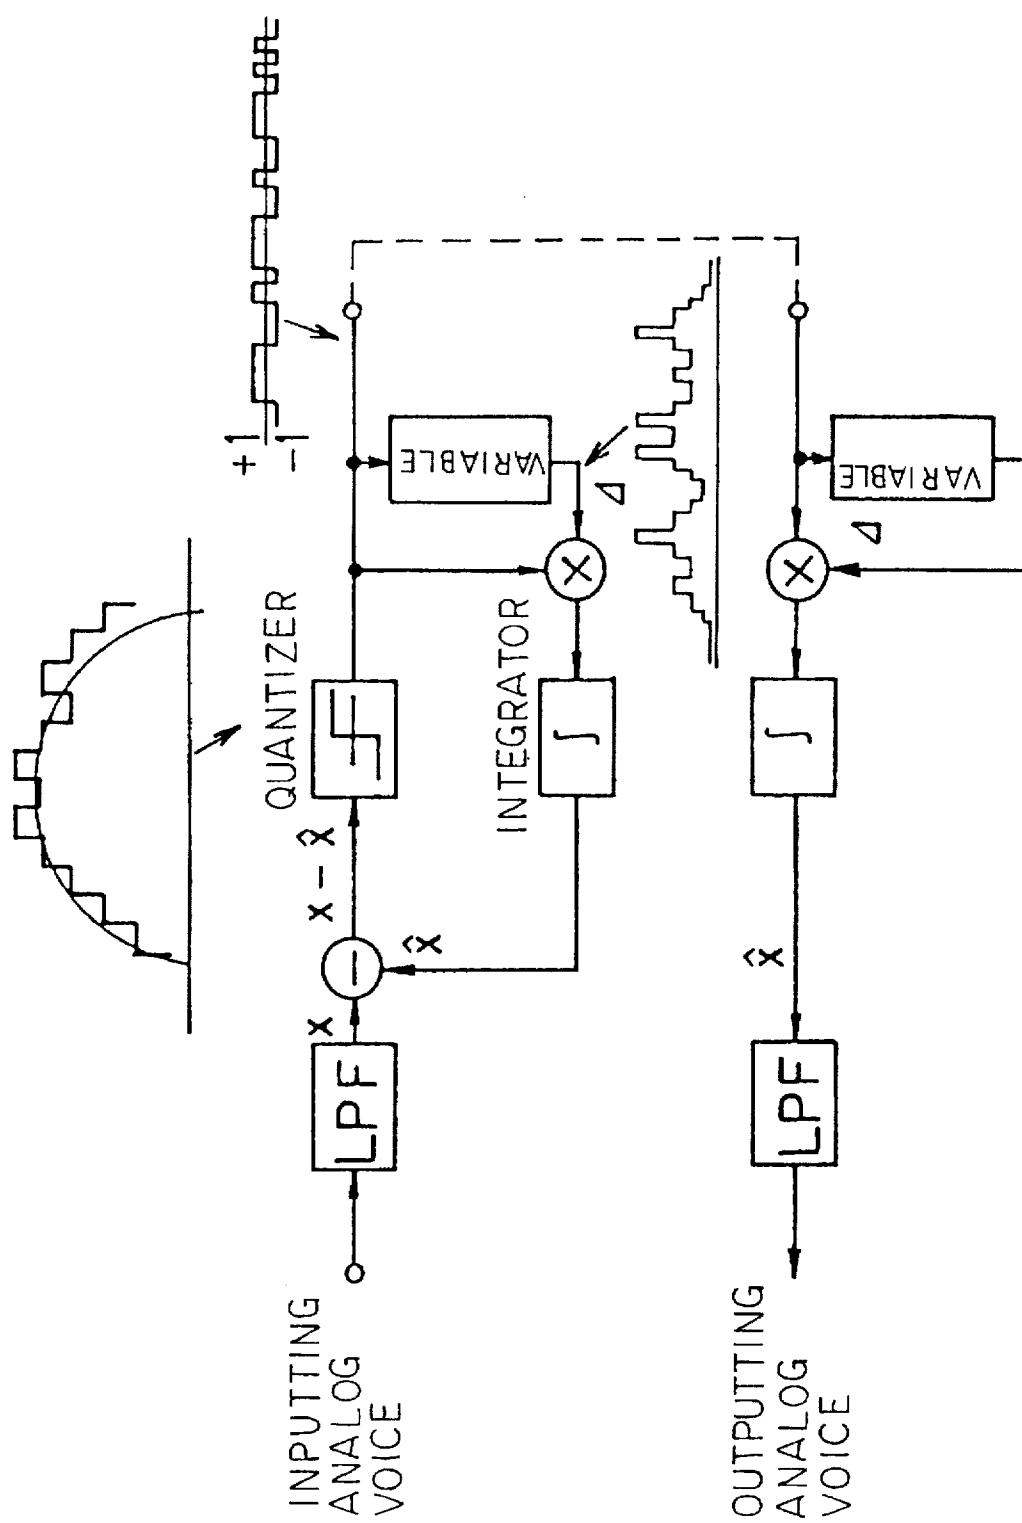 +1
-1
QUANTIZER
INPUTTING
ANALOG
VOICE
LPF
x
x - x̂
x̂
VARIABLE
Δ
INTEGRATOR
∫
OUTPUTTING
ANALOG
VOICE
LPF
x̂
∫
Δ
VARIABLE